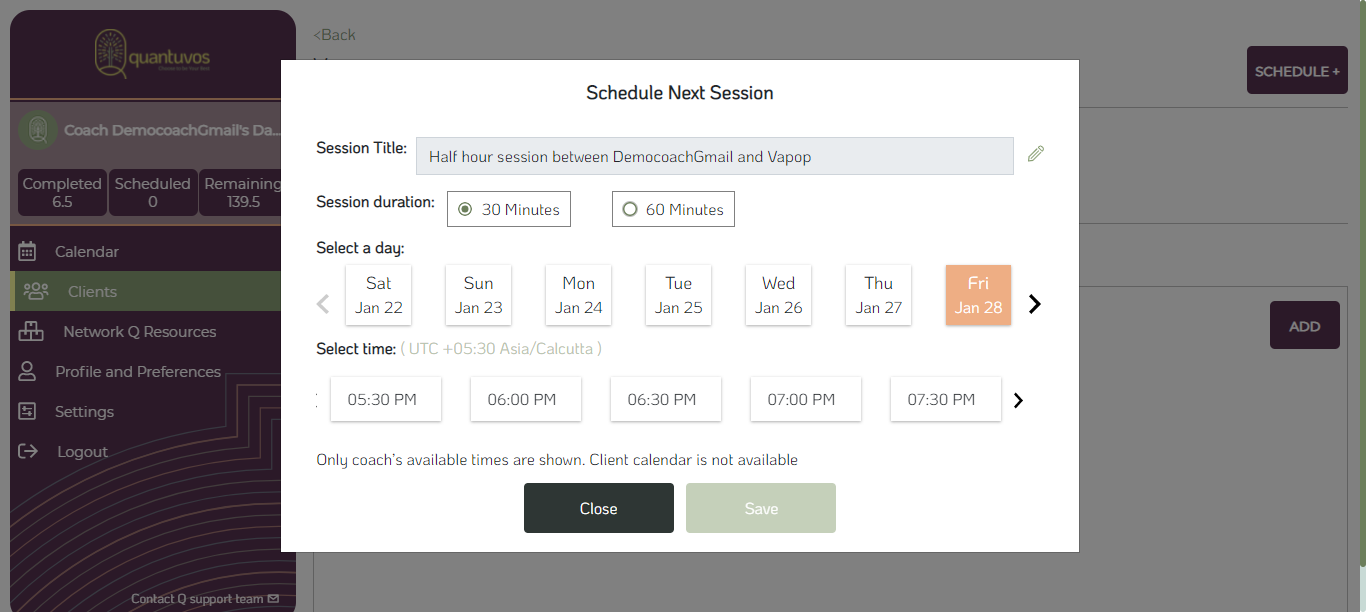 quantuvos
Coach DemocoachGmail's Da...
Completed Scheduled Remaining
6.5 0 139.5
Calendar
Clients
Network Q Resources
Profile and Preferences
Settings
Logout
Contact Q support team
<Back
SCHEDULE +
ADD
Schedule Next Session
Session Title: Half hour session between DemocoachGmail and Vapop
Session duration: 30 Minutes 60 Minutes
Select a day:
Sat Sun Mon Tue Wed Thu Fri
Jan 22 Jan 23 Jan 24 Jan 25 Jan 26 Jan 27 Jan 28
Select time: ( UTC +05:30 Asia/Calcutta )
05:30 PM 06:00 PM 06:30 PM 07:00 PM 07:30 PM
Only coach's available times are shown. Client calendar is not available
Close Save